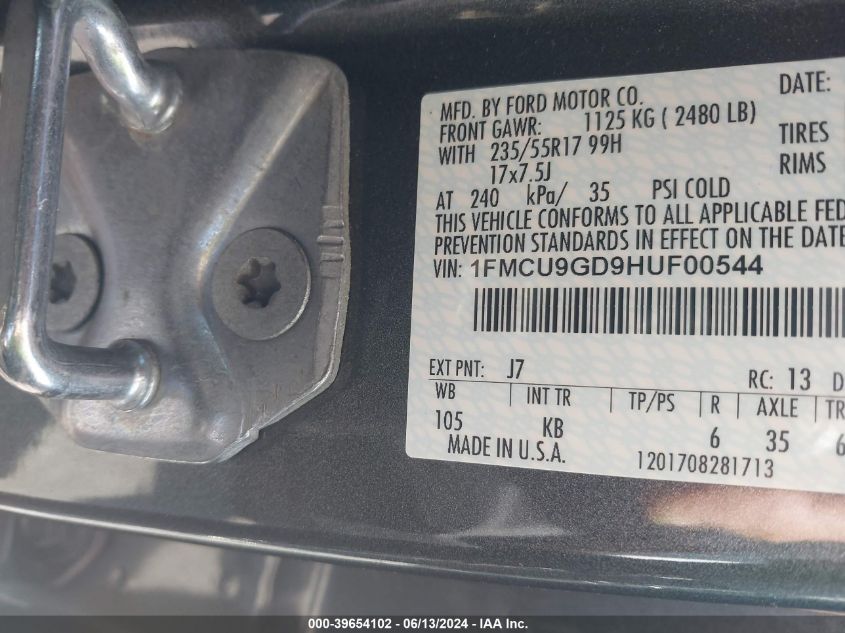 MFD. BY FORD MOTOR CO. DATE:
FRONT GAWR: 1125 KG ( 2480 LB)
WITH 235/55R17 99H TIRES
17x7.5J RIMS
AT 240 kPa/ 35 PSI COLD
THIS VEHICLE CONFORMS TO ALL APPLICABLE FED
PREVENTION STANDARDS IN EFFECT ON THE DATE
VIN: 1FMCU9GD9HUF00544
EXT PNT: J7 RC: 13 D
WB INT TR TP/PS R AXLE TR
105 KB 6 35 6
MADE IN U.S.A. 1201708281713
000-39654102 - 06/13/2024 - IAA Inc.